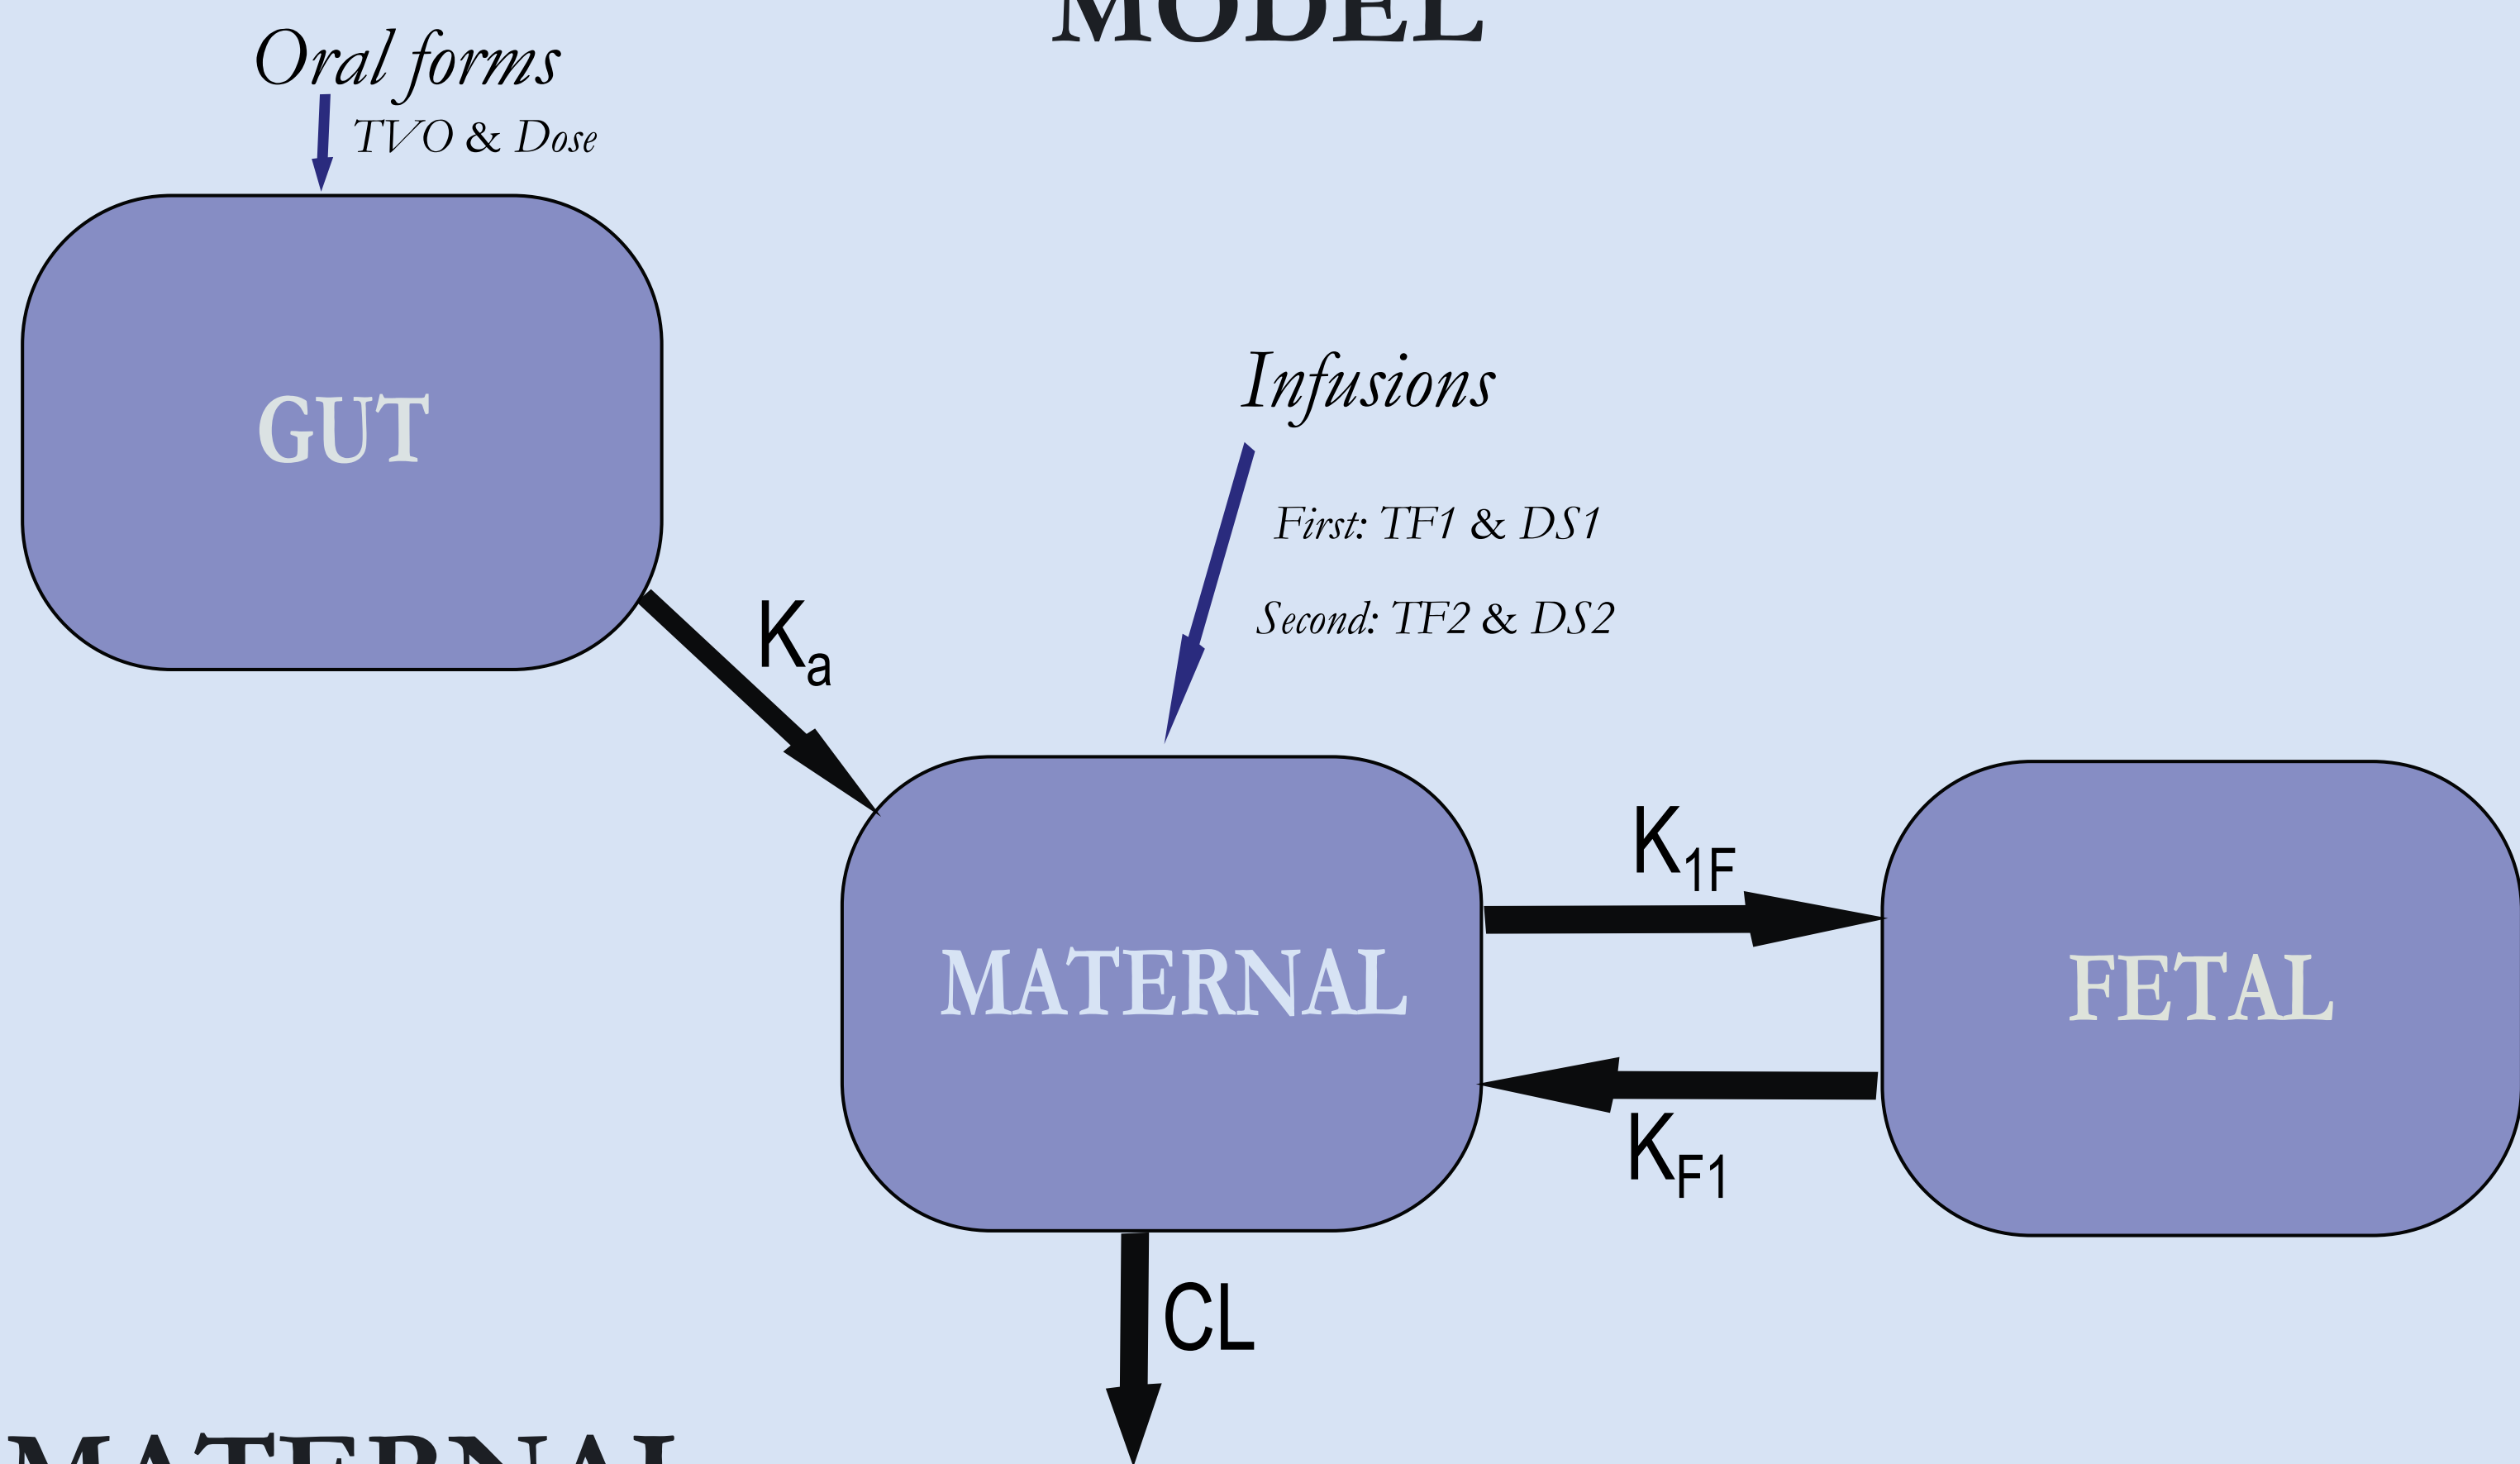 MODEL
Oral forms
TVO & Dose
GUT
Infusions
First: TF1 & DS1
Second: TF2 & DS2
Ka
K1F
MATERNAL
FETAL
KF1
CL
MATERNAL